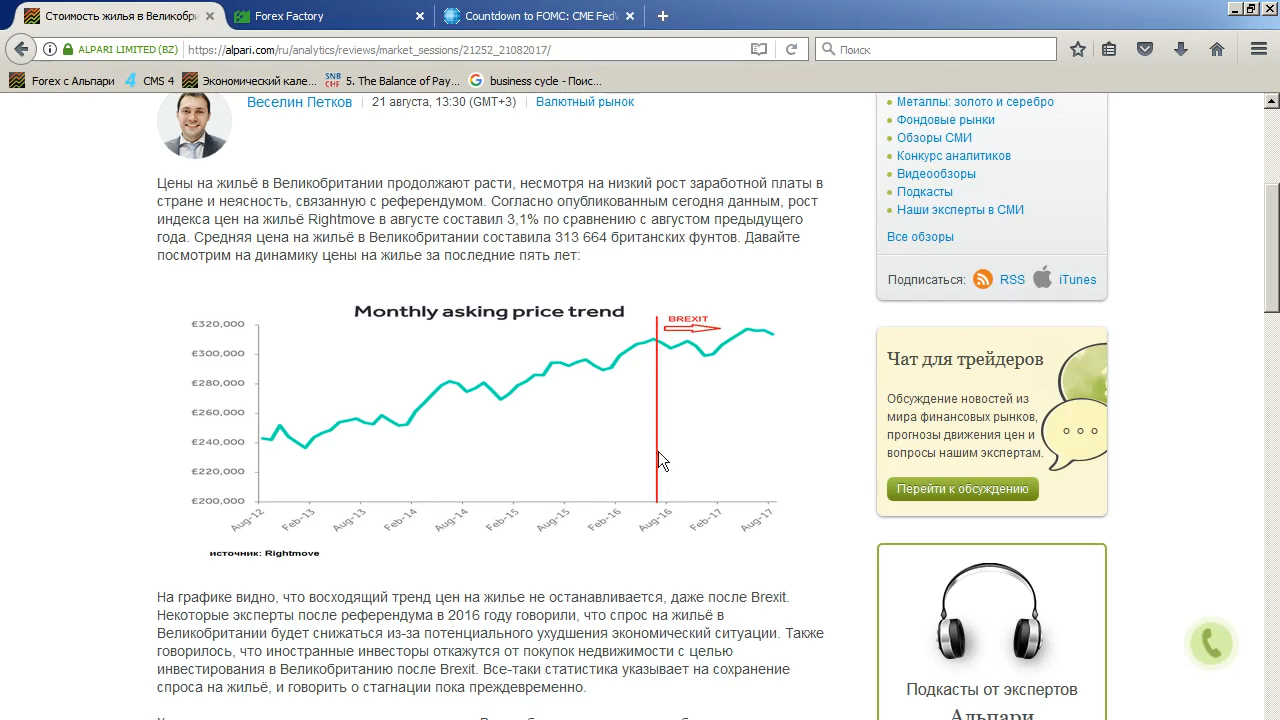 Стоимость жилья в Великобри
Forex Factory
Countdown to FOMC: CME Fed
ALPARI LIMITED (BZ)
https://alpari.com/ru/analytics/reviews/market_sessions/21252_21082017/
Поиск
Forex с Альпари
CMS 4
Экономический кале...
SNB CHF
5. The Balance of Pay...
business cycle - Поис...
Веселин Петков
21 августа, 13:30 (GMT+3)
Валютный рынок
Цены на жильё в Великобритании продолжают расти, несмотря на низкий рост заработной платы в
стране и неясность, связанную с референдумом. Согласно опубликованным сегодня данным, рост
индекса цен на жильё Rightmove в августе составил 3,1% по сравнению с августом предыдущего
года. Средняя цена на жильё в Великобритании составила 313 664 британских фунтов. Давайте
посмотрим на динамику цены на жилье за последние пять лет:
Monthly asking price trend
BREXIT
£320,000
£300,000
£280,000
£260,000
£240,000
£220,000
£200,000
Aug-12
Feb-13
Aug-13
Feb-14
Aug-14
Feb-15
Aug-15
Feb-16
Aug-16
Feb-17
Aug-17
источник: Rightmove
На графике видно, что восходящий тренд цен на жилье не останавливается, даже после Brexit.
Некоторые эксперты после референдума в 2016 году говорили, что спрос на жильё в
Великобритании будет снижаться из-за потенциального ухудшения экономический ситуации. Также
говорилось, что иностранные инвесторы откажутся от покупок недвижимости с целью
инвестирования в Великобританию после Brexit. Все-таки статистика указывает на сохранение
спроса на жильё, и говорить о стагнации пока преждевременно.
Металлы: золото и серебро
Фондовые рынки
Обзоры СМИ
Конкурс аналитиков
Видеообзоры
Подкасты
Наши эксперты в СМИ
Все обзоры
Подписаться:
RSS
iTunes
Чат для трейдеров
Обсуждение новостей из
мира финансовых рынков,
прогнозы движения цен и
вопросы нашим экспертам.
Перейти к обсуждению
Подкасты от экспертов
Альпари